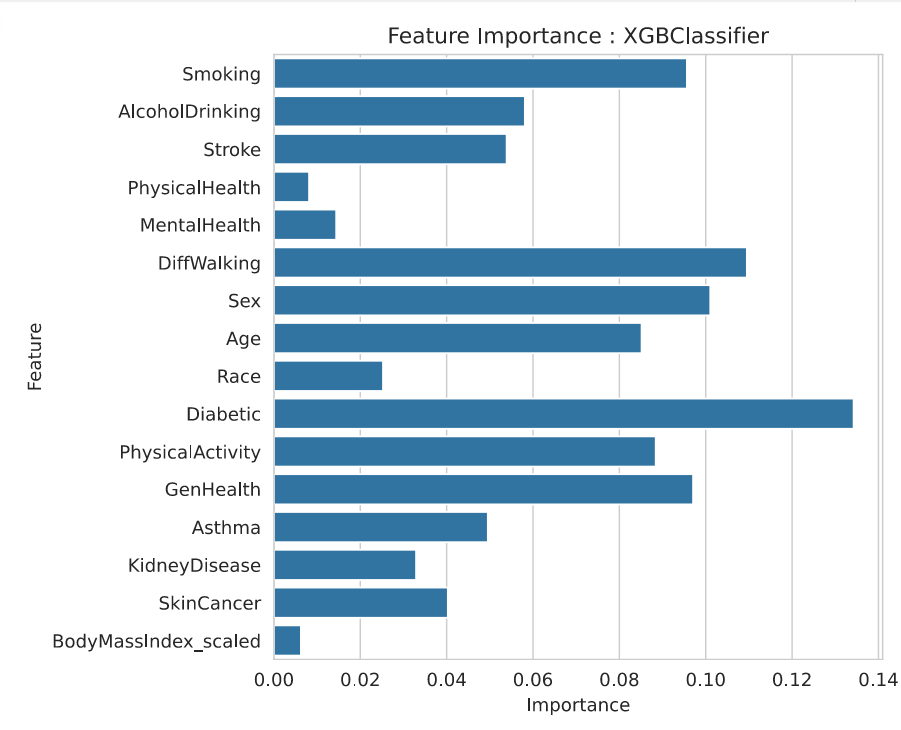 Feature Importance : XGBClassifier
Smoking
AlcoholDrinking
Stroke
PhysicalHealth
MentalHealth
DiffWalking
Sex
Age
Race
Diabetic
PhysicalActivity
GenHealth
Asthma
KidneyDisease
SkinCancer
BodyMassIndex_scaled
Feature
0.00 0.02 0.04 0.06 0.08 0.10 0.12 0.14
Importance